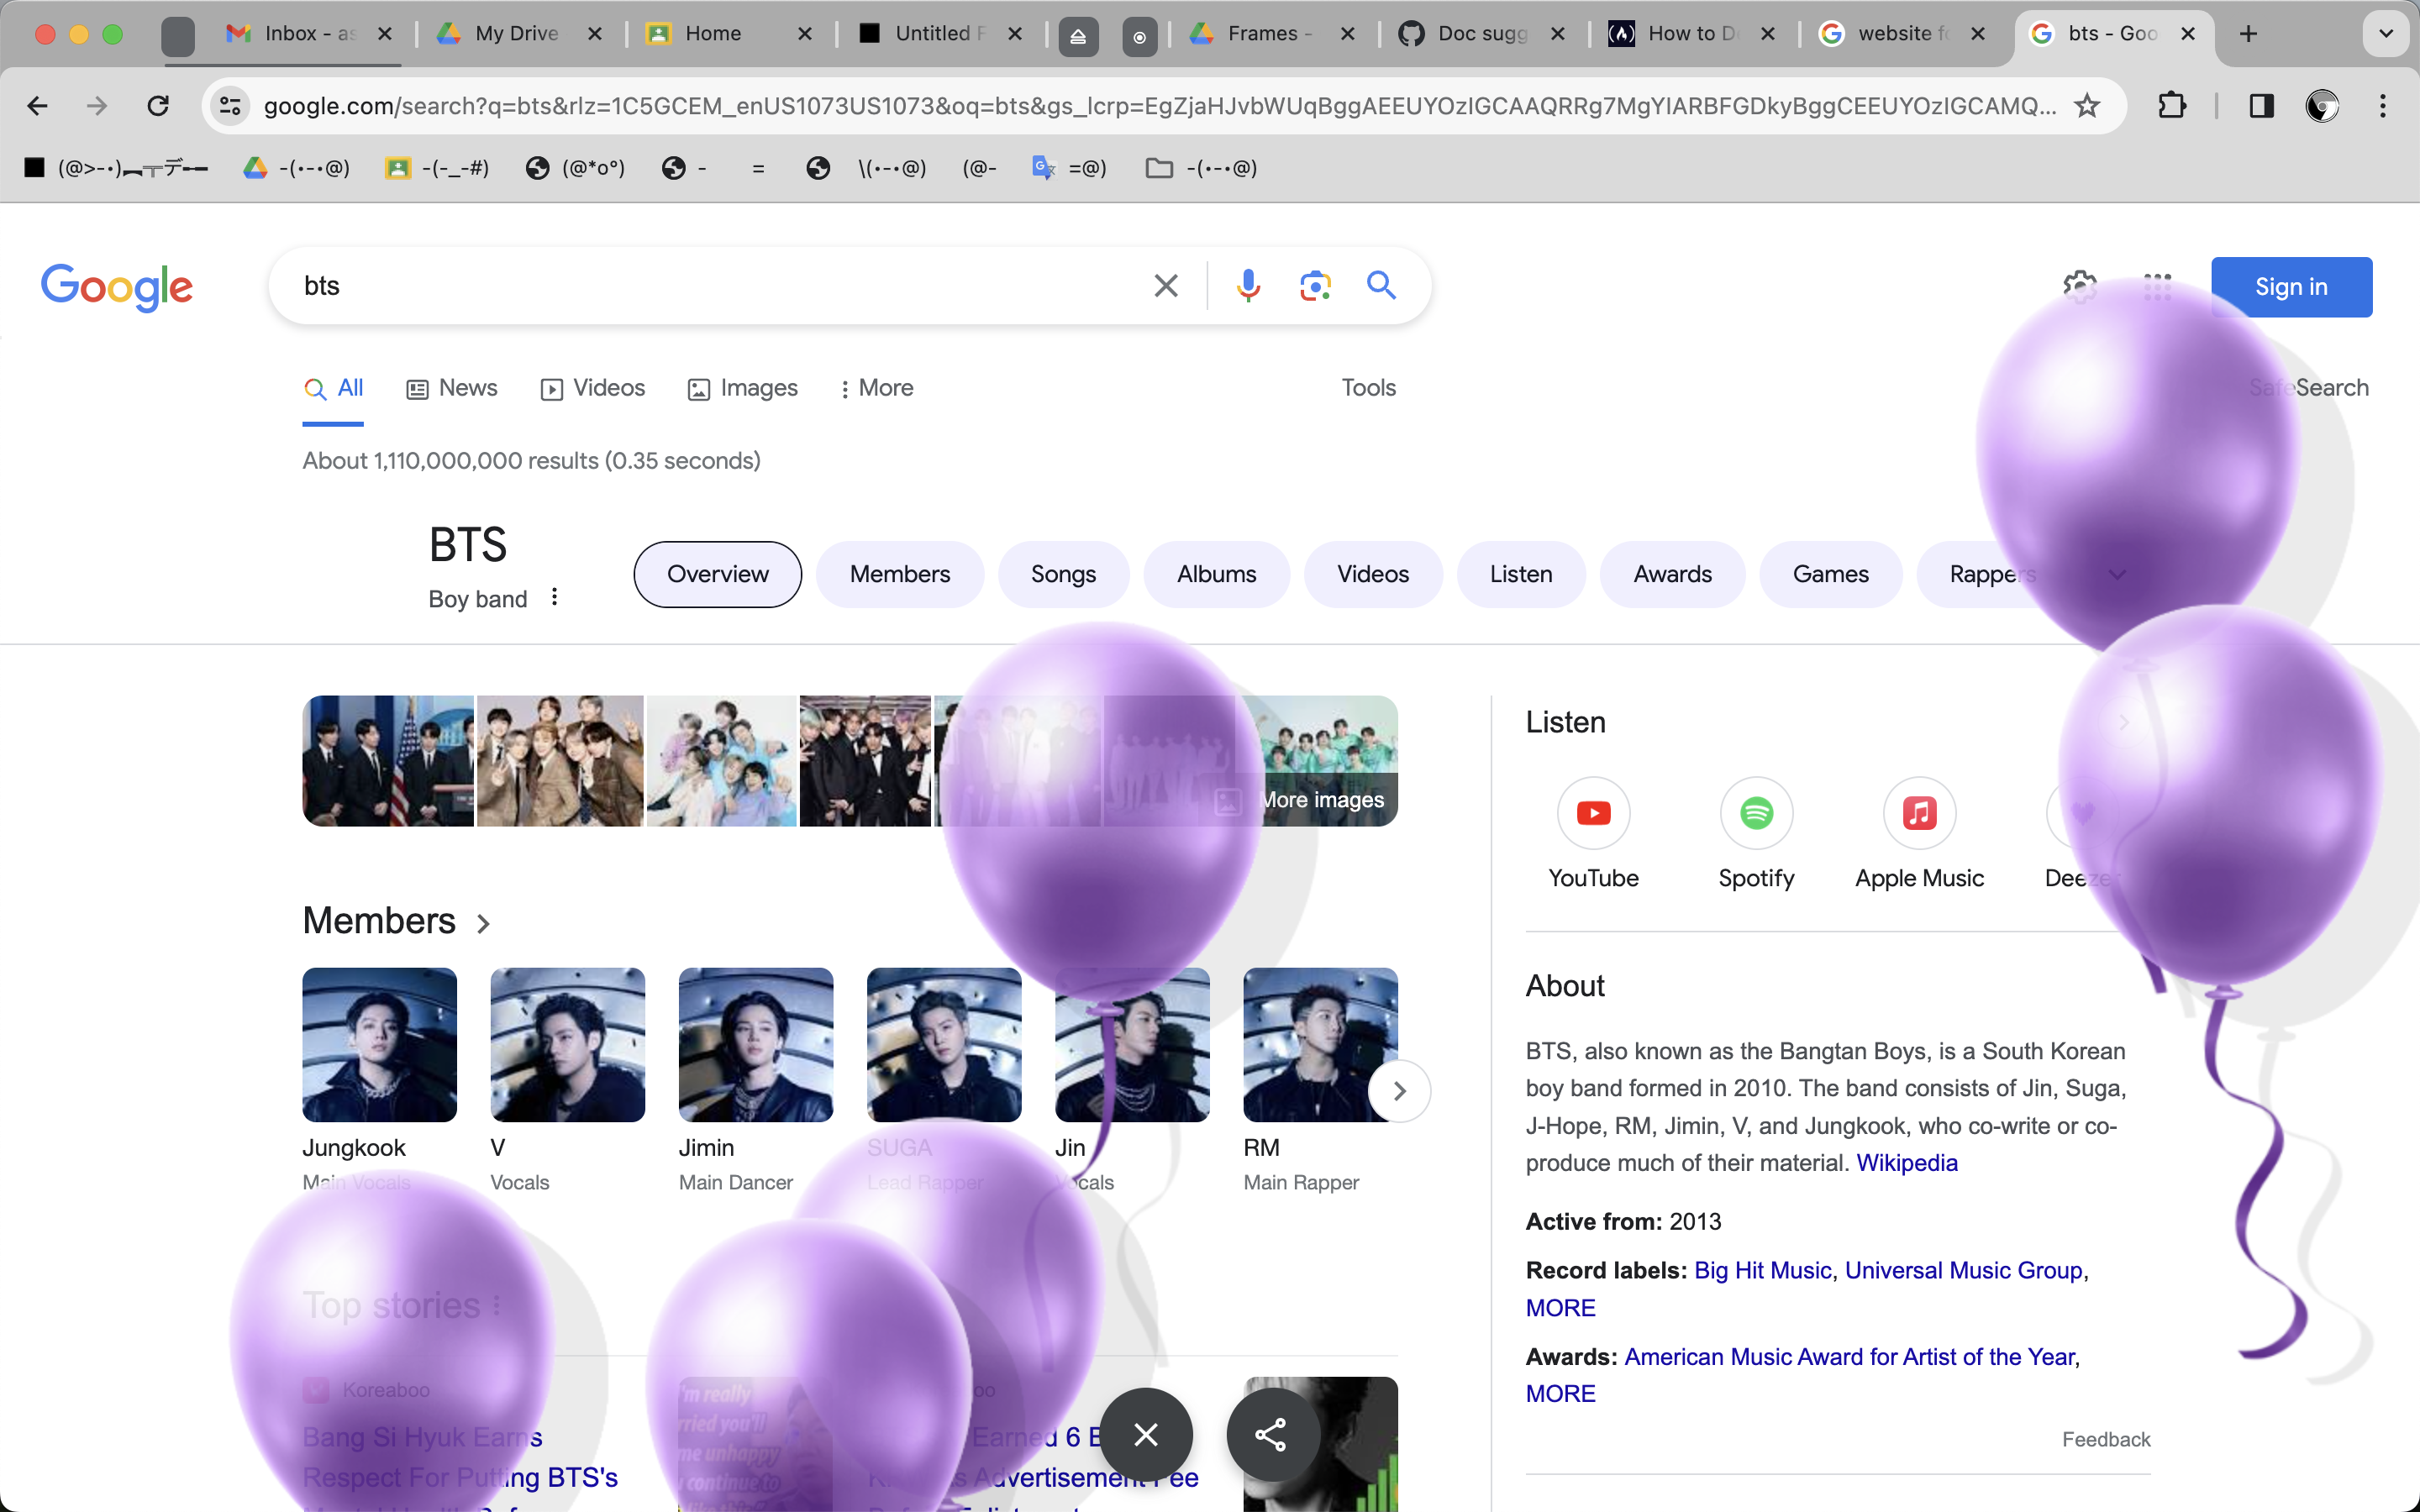 Inbox - as
My Drive
Home
Untitled F
Frames -
Doc sugg
How to D
website fo
bts - Goo
google.com/search?q=bts&rlz=1C5GCEM_enUS1073US1073&oq=bts&gs_lcrp=EgZjaHJvbWUqBggAEEUYOzIGCAAQRRg7MgYIARBFGDkyBggCEEUYOzIGCAMQ...
(@>-•)︻╦デ╾━ -(•-•@) -(-_-#) (@*o°) - = \(•-•@) (@- =@) -(•-•@)
Google
bts
Sign in
All News Videos Images More
Tools
SafeSearch
About 1,110,000,000 results (0.35 seconds)
BTS
Boy band
Overview Members Songs Albums Videos Listen Awards Games Rappers
More images
Members
Jungkook
Main Vocals
V
Vocals
Jimin
Main Dancer
SUGA
Lead Rapper
Jin
Vocals
RM
Main Rapper
Top stories
Koreaboo
Bang Si Hyuk Earns
Respect For Putting BTS's
I'm really
me unhappy
continue to
Earned 6 B
Advertisement Fee
Listen
YouTube
Spotify
Apple Music
Deezer
About
BTS, also known as the Bangtan Boys, is a South Korean
boy band formed in 2010. The band consists of Jin, Suga,
J-Hope, RM, Jimin, V, and Jungkook, who co-write or co-
produce much of their material. Wikipedia
Active from: 2013
Record labels: Big Hit Music, Universal Music Group,
MORE
Awards: American Music Award for Artist of the Year,
MORE
Feedback